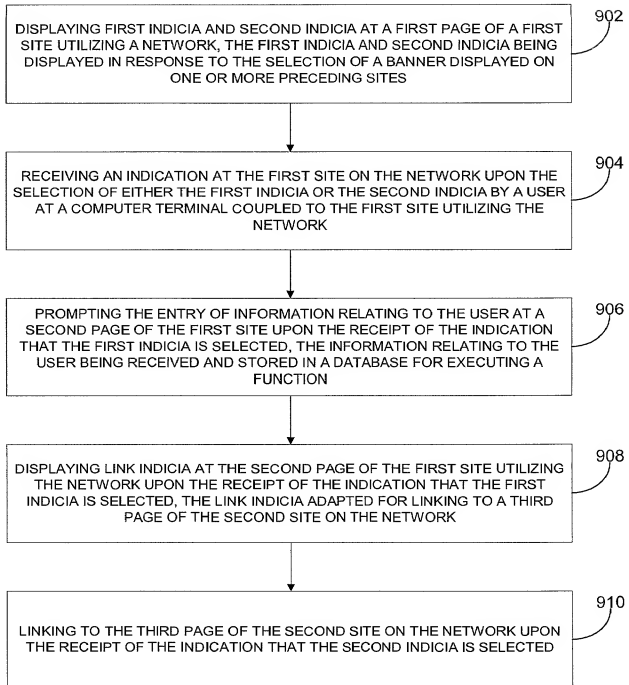 DISPLAYING FIRST INDICIA AND SECOND INDICIA AT A FIRST PAGE OF A FIRST
SITE UTILIZING A NETWORK, THE FIRST INDICIA AND SECOND INDICIA BEING
DISPLAYED IN RESPONSE TO THE SELECTION OF A BANNER DISPLAYED ON
ONE OR MORE PRECEDING SITES
902
RECEIVING AN INDICATION AT THE FIRST SITE ON THE NETWORK UPON THE
SELECTION OF EITHER THE FIRST INDICIA OR THE SECOND INDICIA BY A USER
AT A COMPUTER TERMINAL COUPLED TO THE FIRST SITE UTILIZING THE
NETWORK
904
PROMPTING THE ENTRY OF INFORMATION RELATING TO THE USER AT A
SECOND PAGE OF THE FIRST SITE UPON THE RECEIPT OF THE INDICATION
THAT THE FIRST INDICIA IS SELECTED, THE INFORMATION RELATING TO THE
USER BEING RECEIVED AND STORED IN A DATABASE FOR EXECUTING A
FUNCTION
906
DISPLAYING LINK INDICIA AT THE SECOND PAGE OF THE FIRST SITE UTILIZING
THE NETWORK UPON THE RECEIPT OF THE INDICATION THAT THE FIRST
INDICIA IS SELECTED, THE LINK INDICIA ADAPTED FOR LINKING TO A THIRD
PAGE OF THE SECOND SITE ON THE NETWORK
908
LINKING TO THE THIRD PAGE OF THE SECOND SITE ON THE NETWORK UPON
THE RECEIPT OF THE INDICATION THAT THE SECOND INDICIA IS SELECTED
910